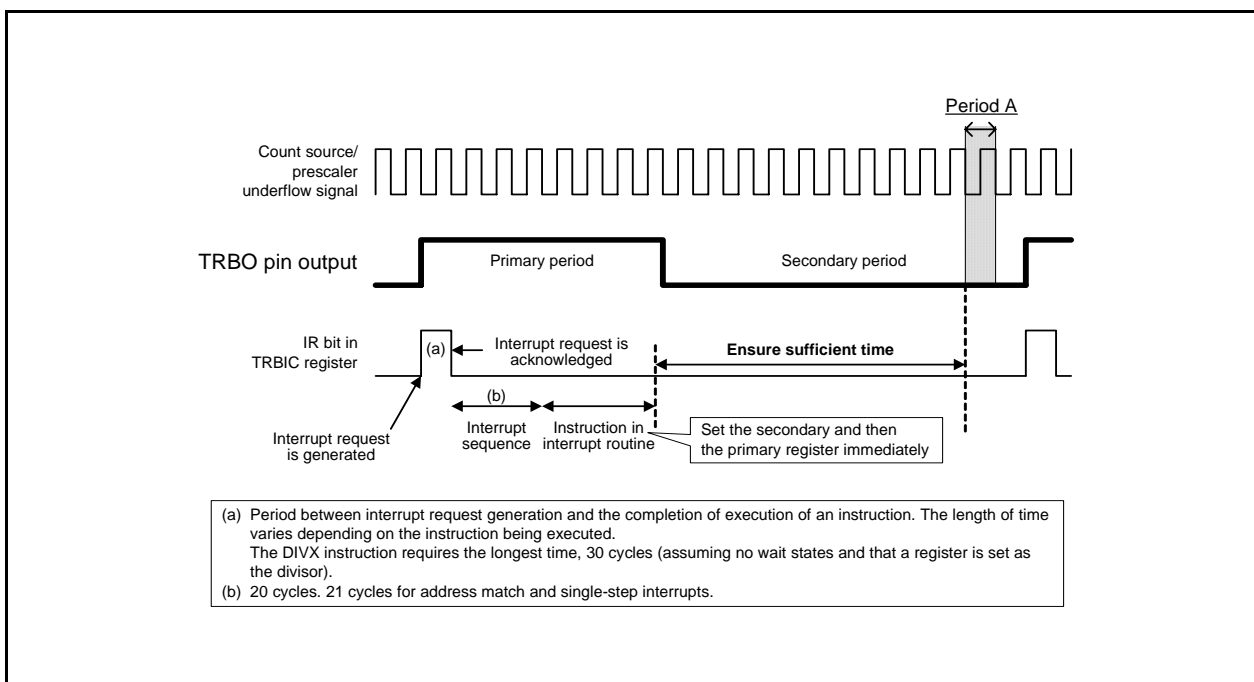 Period A
Count source/
prescaler
underflow signal
TRBO pin output
Primary period
Secondary period
IR bit in
TRBIC register
(a)
Interrupt request is
acknowledged
Ensure sufficient time
(b)
Interrupt request
is generated
Interrupt
sequence
Instruction in
interrupt routine
Set the secondary and then
the primary register immediately
(a) Period between interrupt request generation and the completion of execution of an instruction. The length of time
varies depending on the instruction being executed.
The DIVX instruction requires the longest time, 30 cycles (assuming no wait states and that a register is set as
the divisor).
(b) 20 cycles. 21 cycles for address match and single-step interrupts.